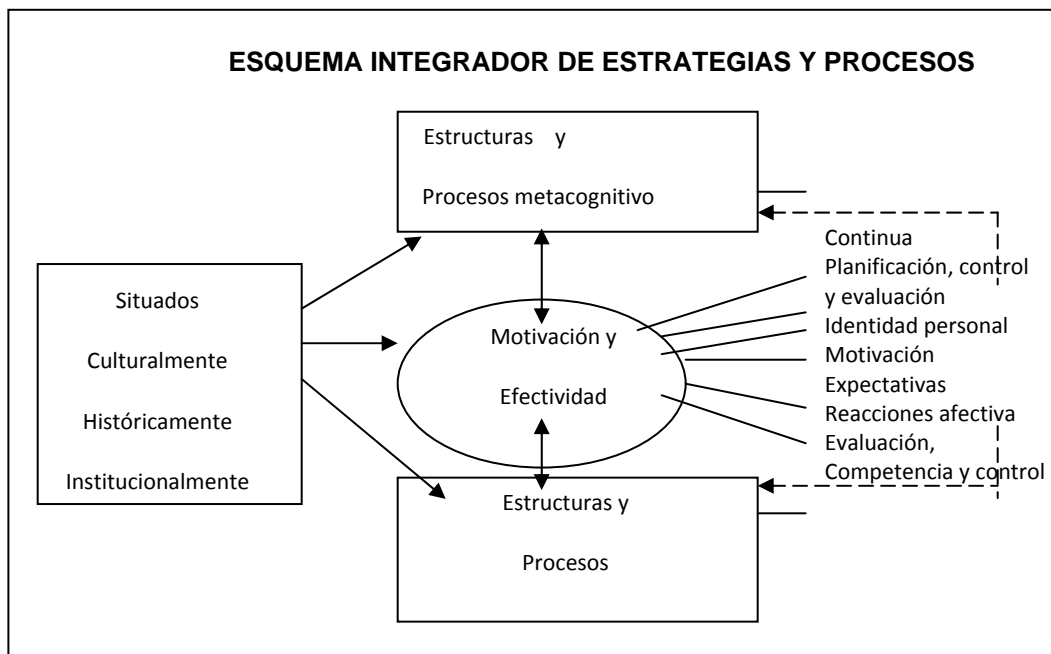 ESQUEMA INTEGRADOR DE ESTRATEGIAS Y PROCESOS
Estructuras y
Procesos metacognitivo
Situados
Culturalmente
Históricamente
Institucionalmente
Motivación y
Efectividad
Continua
Planificación, control
y evaluación
Identidad personal
Motivación
Expectativas
Reacciones afectiva
Evaluación,
Competencia y control
Estructuras y
Procesos